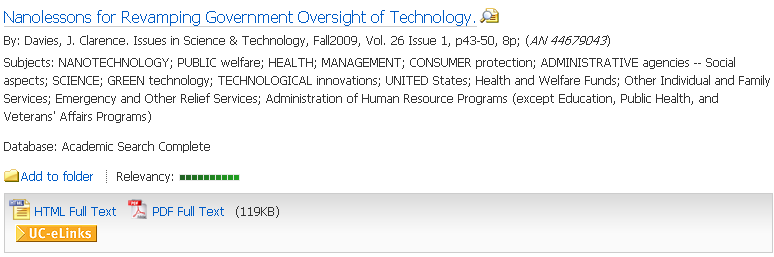 Nanolessons for Revamping Government Oversight of Technology.
By: Davies, J. Clarence. Issues in Science & Technology, Fall2009, Vol. 26 Issue 1, p43-50, 8p; (AN 44679043)
Subjects: NANOTECHNOLOGY; PUBLIC welfare; HEALTH; MANAGEMENT; CONSUMER protection; ADMINISTRATIVE agencies -- Social
aspects; SCIENCE; GREEN technology; TECHNOLOGICAL innovations; UNITED States; Health and Welfare Funds; Other Individual and Family
Services; Emergency and Other Relief Services; Administration of Human Resource Programs (except Education, Public Health, and
Veterans' Affairs Programs)
Database: Academic Search Complete
Add to folder Relevancy:
HTML Full Text PDF Full Text (119KB)
UC-eLinks